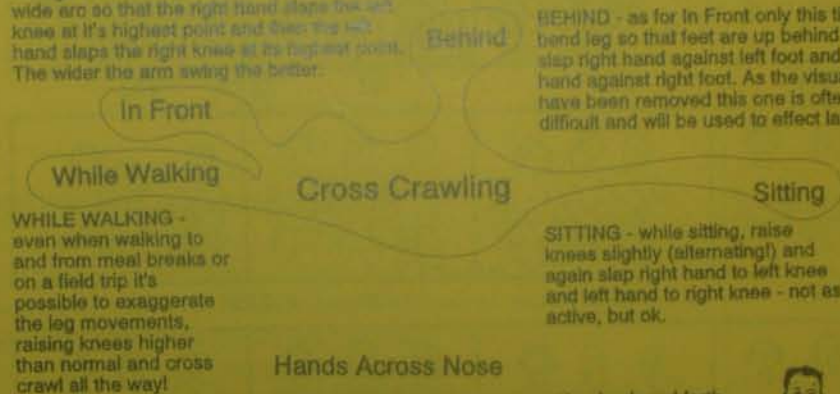 wide arc so that the right hand slaps the left
knee at it's highest point and then the left
hand slaps the right knee at its highest point.
The wider the arm swing the better.
Behind
BEHIND - as for In Front only this
bend leg so that feet are up behind
slap right hand against left foot and
hand against right foot. As the
have been removed this one is
difficult and will be used to effect
In Front
While Walking
Cross Crawling
Sitting
WHILE WALKING -
even when walking to
and from meal breaks or
on a field trip it's
possible to exaggerate
the leg movements,
raising knees higher
than normal and cross
crawl all the way!
SITTING - while sitting, raise
knees slightly (alternating!) and
again slap right hand to left knee
and left hand to right knee - not as
active, but ok.
Hands Across Nose